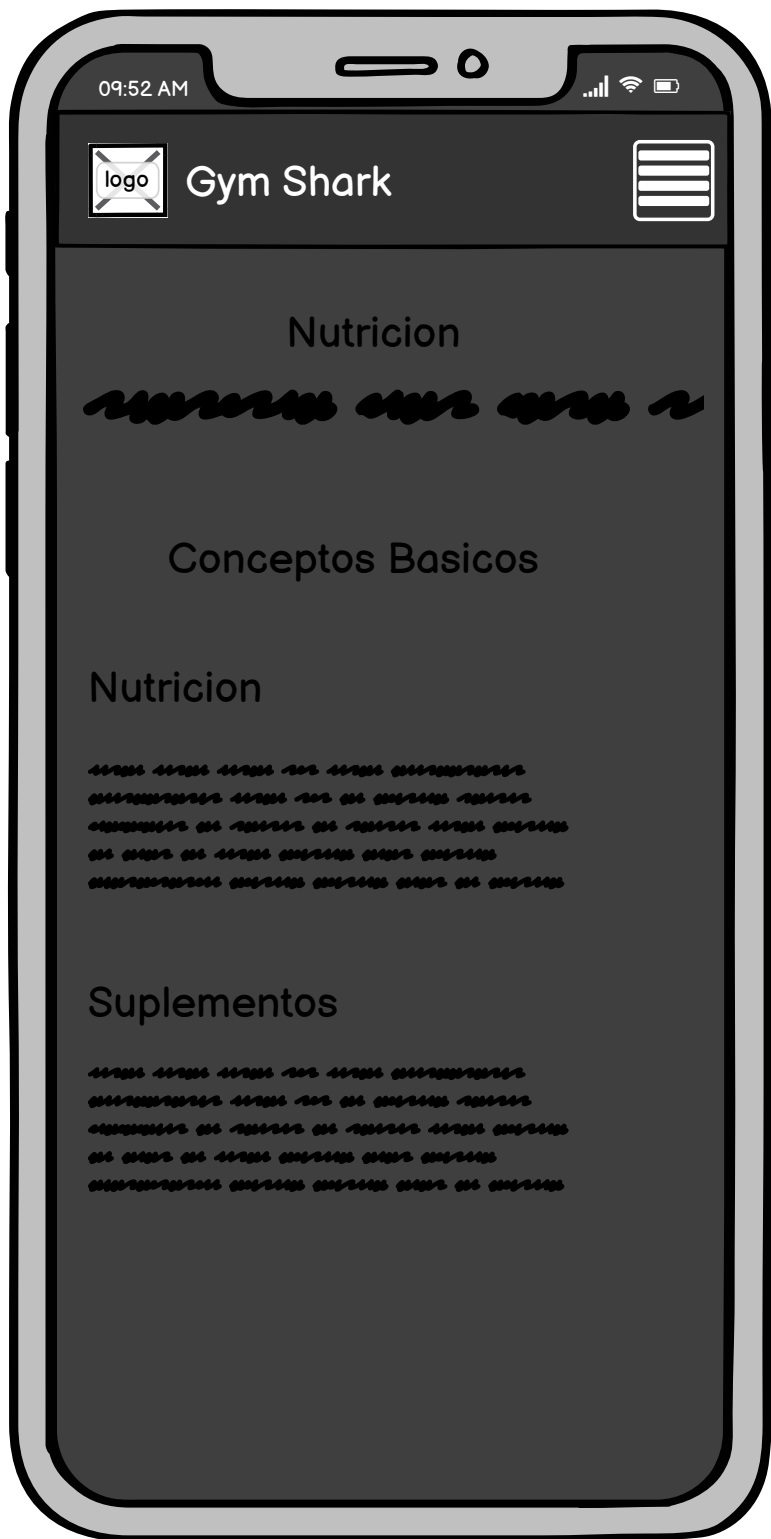 09:52 AM
logo
Gym Shark
Nutricion
Conceptos Basicos
Nutricion
Suplementos